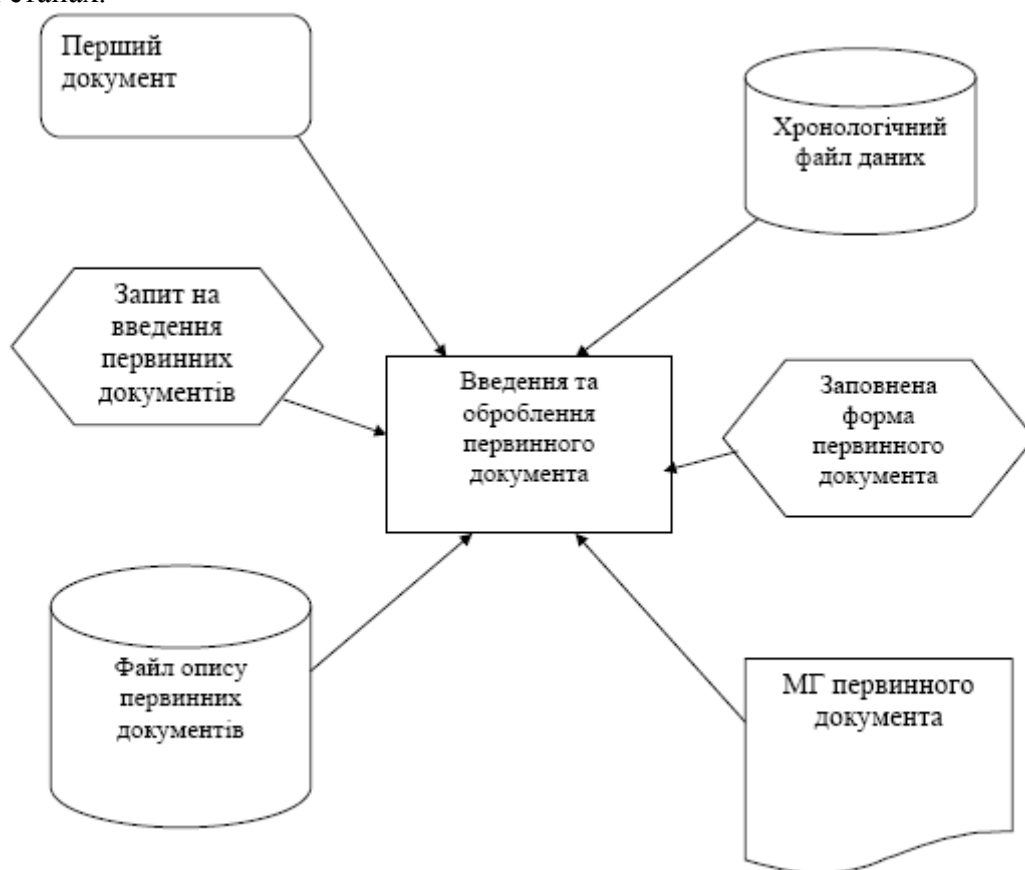 етапах.
Перший
документ
Хронологічний
файл даних
Запит на
введення
первинних
документів
Введення та
оброблення
первинного
документа
Заповнена
форма
первинного
документа
Файл опису
первинних
документів
МГ первинного
документа